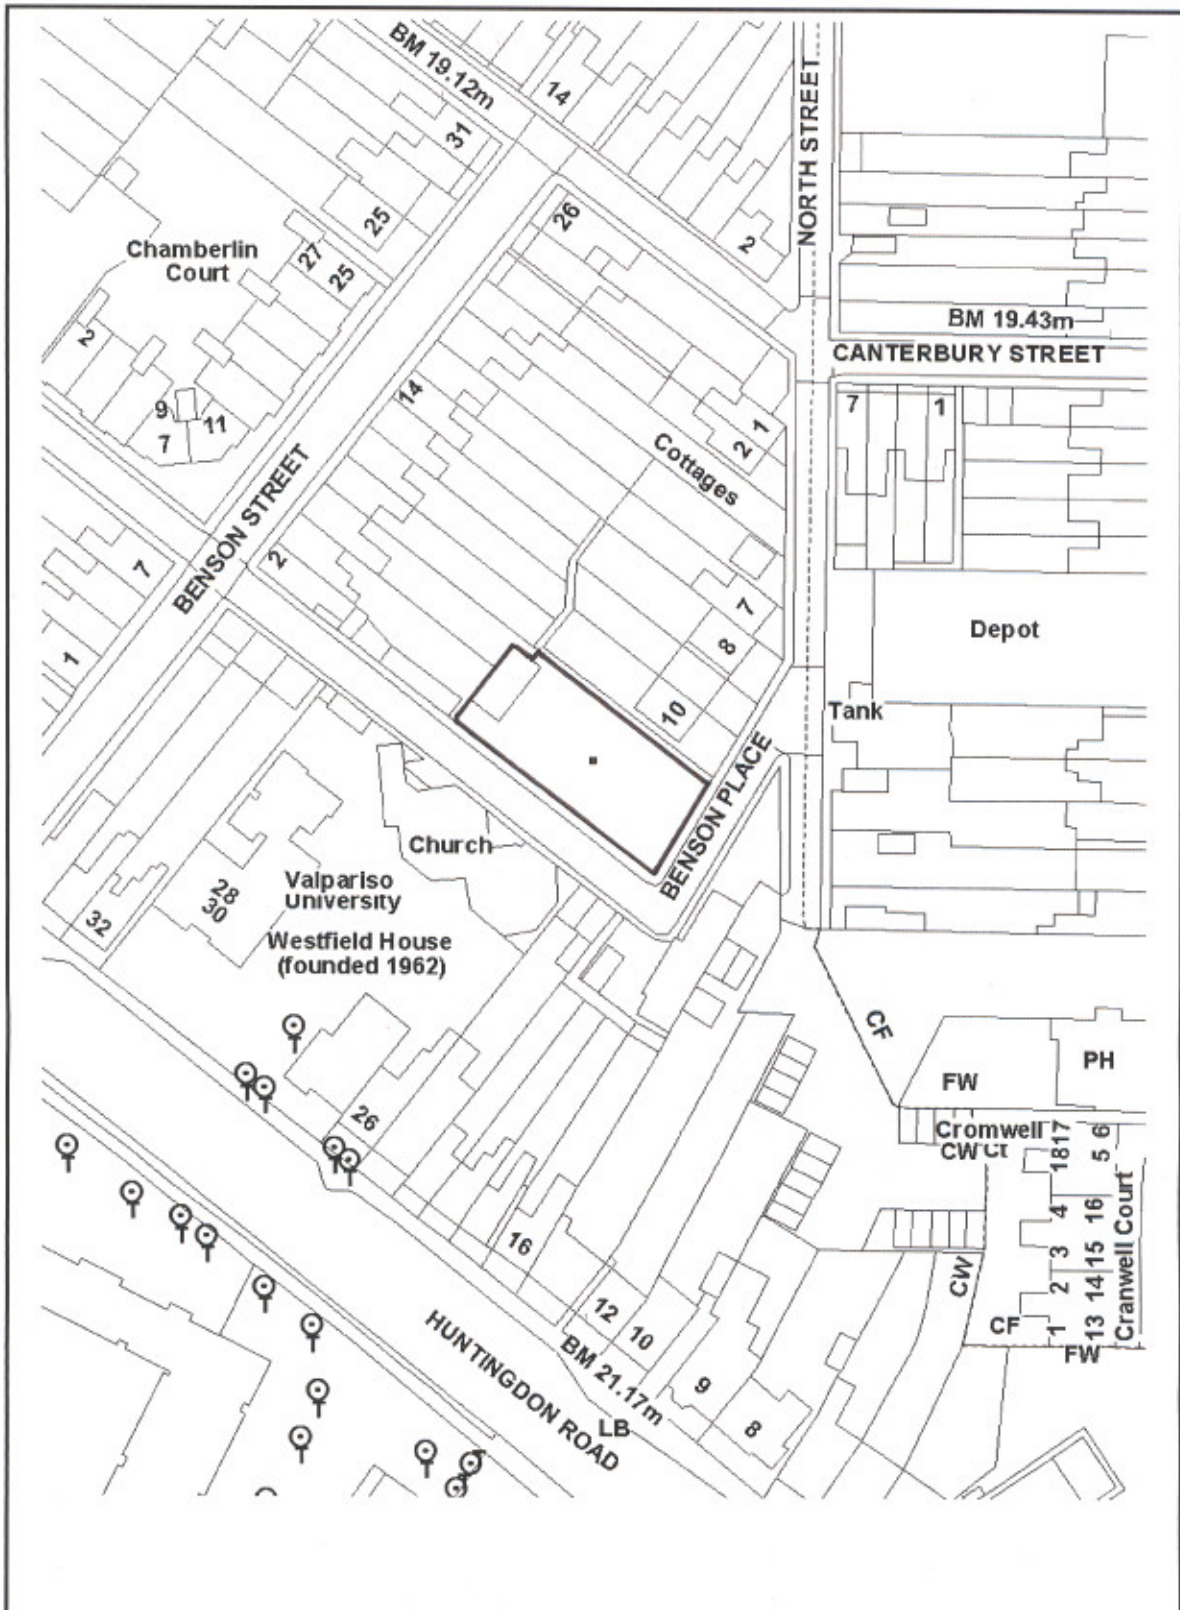 BM 19.12m
14
NORTH STREET
31
25
26
2
Chamberlin
Court
27
25
2
BM 19.43m
CANTERBURY STREET
9
11
7
14
1
2
7
1
Cottages
BENSON STREET
2
7
1
7
8
10
Depot
Tank
BENSON PLACE
Church
Valpariso
University
28
30
32
Westfield House
(founded 1962)
CF
FW
PH
26
Cromwell
Ct
CW
1817
6
5
4
16
3
15
2
14
1
13
Cranwell Court
CW
CF
FW
16
12
10
9
8
BM 21.17m
LB
HUNTINGDON ROAD